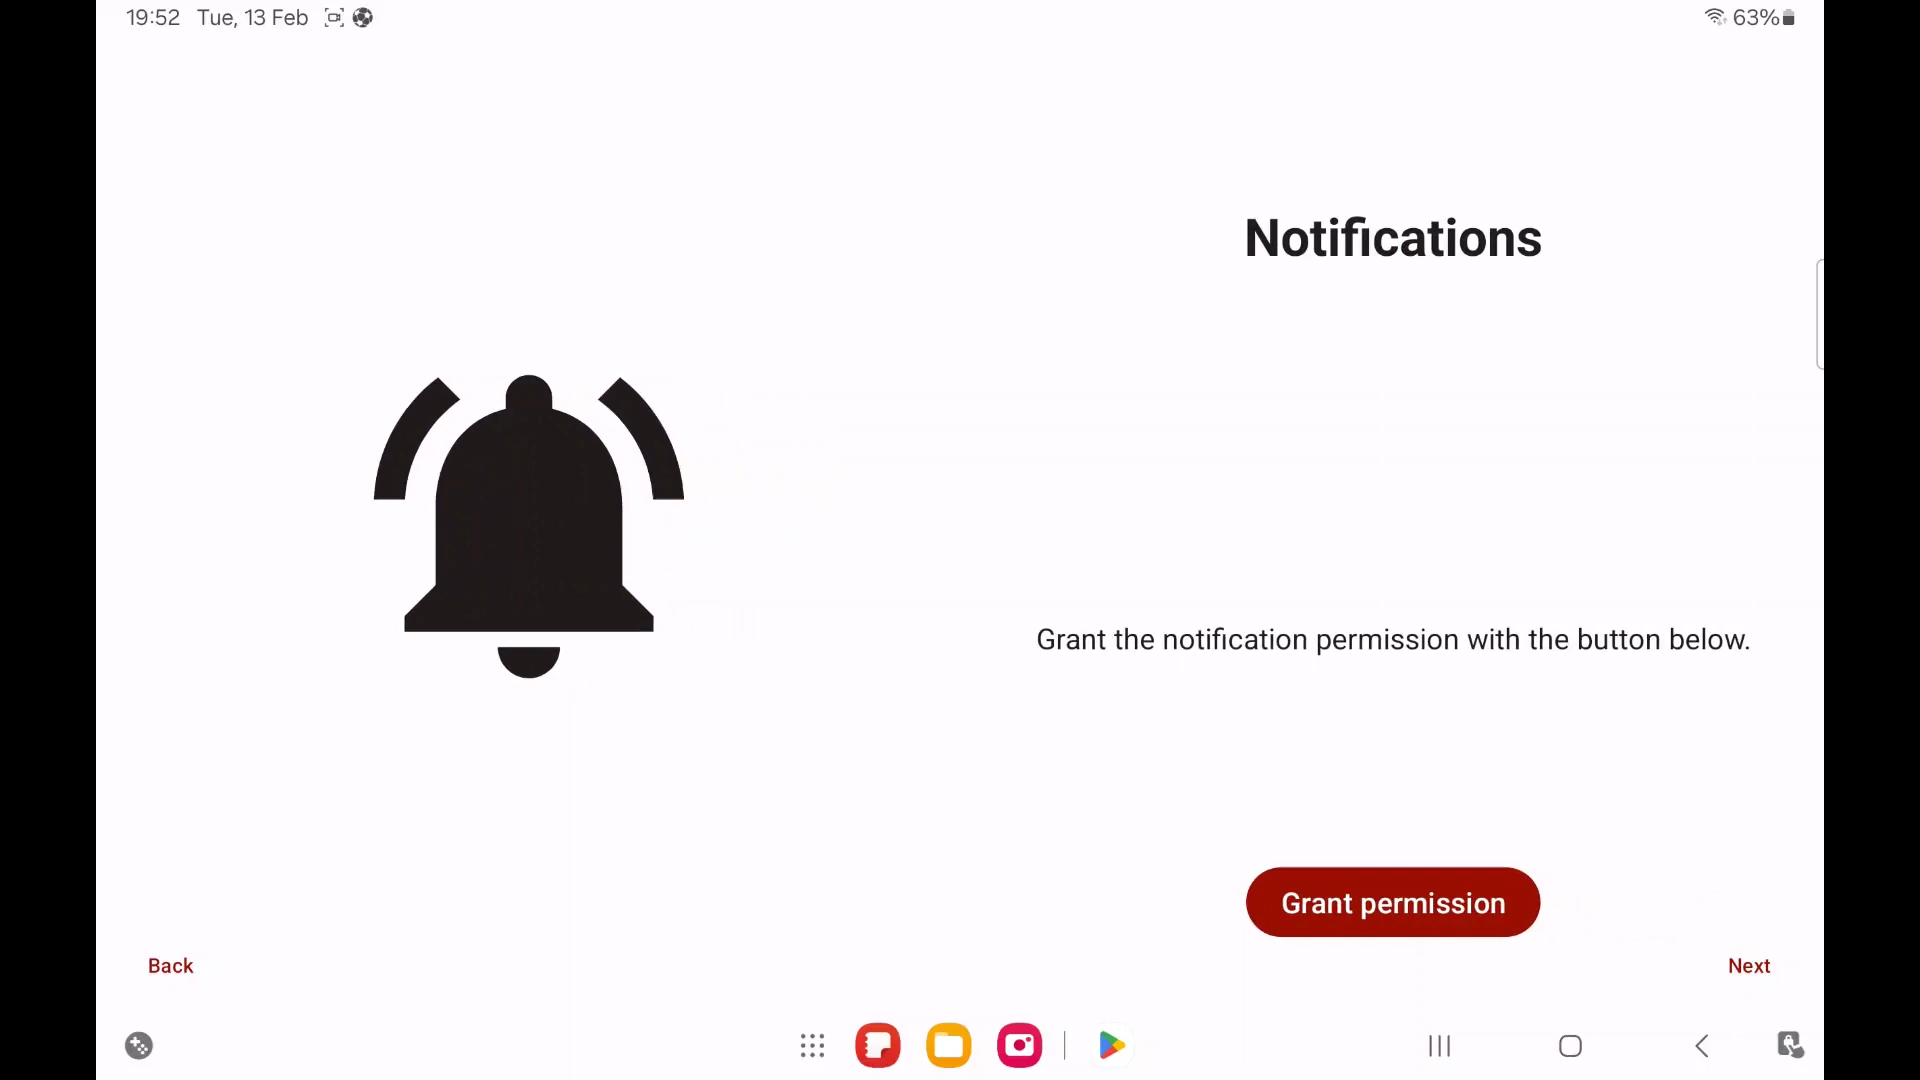 19:52 Tue, 13 Feb
63%
Notifications
Grant the notification permission with the button below.
Grant permission
Back
Next